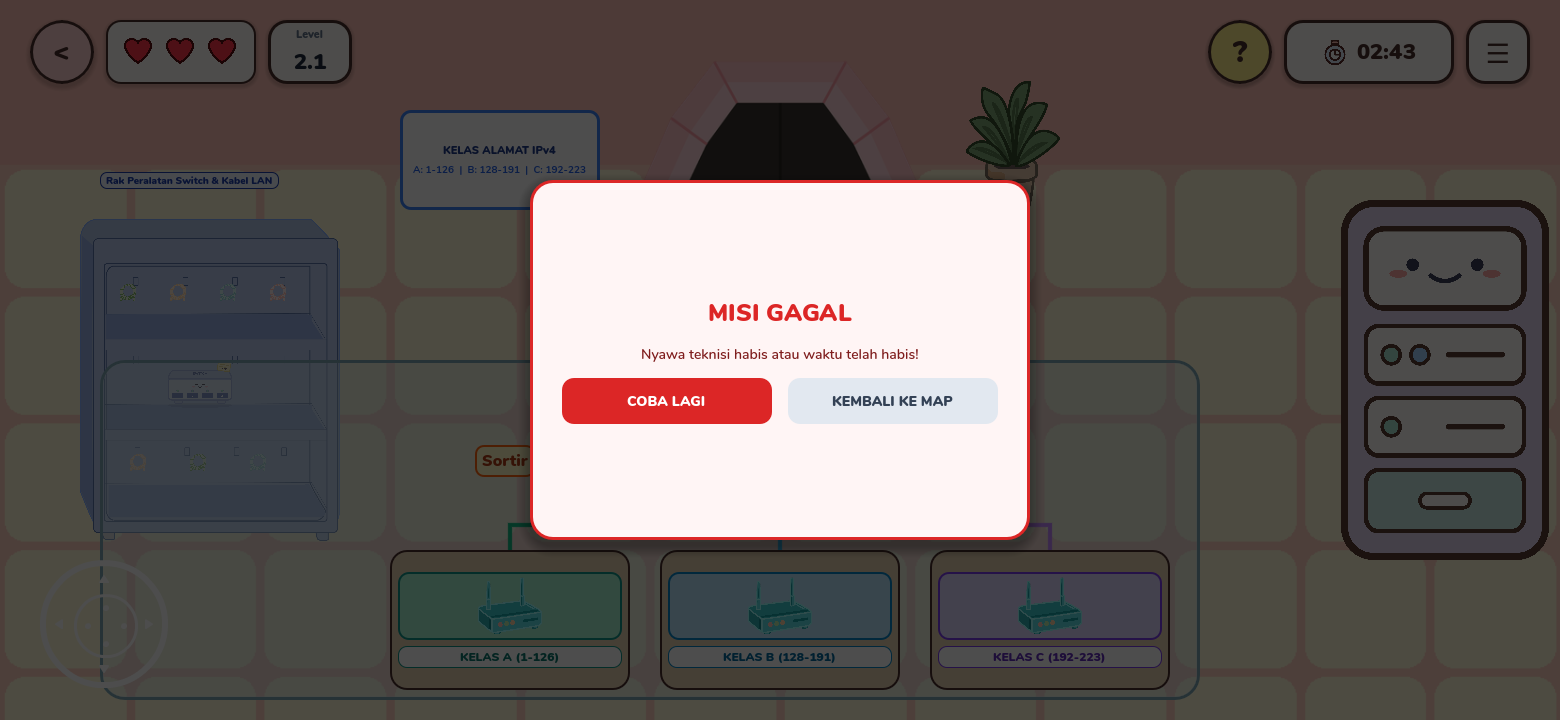 <
Level
2.1
?
02:43
KELAS ALAMAT IPv4
A: 1-126 | B: 128-191 | C: 192-223
Rak Peralatan Switch & Kabel LAN
MISI GAGAL
Nyawa teknisi habis atau waktu telah habis!
COBA LAGI
KEMBALI KE MAP
Sortir
KELAS A (1-126)
KELAS B (128-191)
KELAS C (192-223)